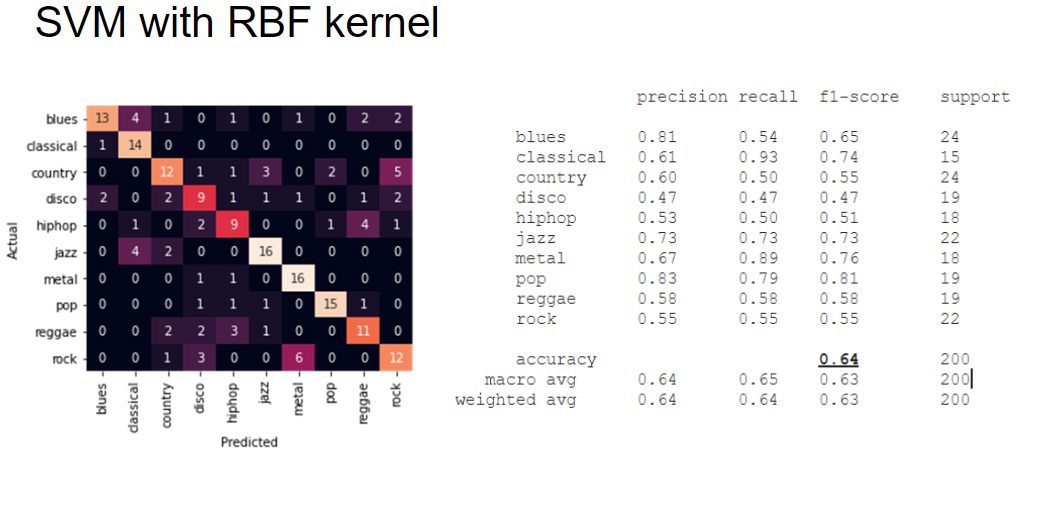 SVM with RBF kernel
Actual
blues 13 4 1 0 1 0 1 0 2 2
classical 1 14 0 0 0 0 0 0 0 0
country 0 0 12 1 1 3 0 2 0 5
disco 2 0 2 9 1 1 1 0 1 2
hiphop 0 1 0 2 9 0 0 1 4 1
jazz 0 4 2 0 0 16 0 0 0 0
metal 0 0 0 1 1 0 16 0 0 0
pop 0 0 0 1 1 1 0 15 1 0
reggae 0 0 2 2 3 1 0 0 11 0
rock 0 0 1 3 0 0 6 0 0 12
blues classical country disco hiphop jazz metal pop reggae rock
Predicted
precision recall f1-score support
blues 0.81 0.54 0.65 24
classical 0.61 0.93 0.74 15
country 0.60 0.50 0.55 24
disco 0.47 0.47 0.47 19
hiphop 0.53 0.50 0.51 18
jazz 0.73 0.73 0.73 22
metal 0.67 0.89 0.76 18
pop 0.83 0.79 0.81 19
reggae 0.58 0.58 0.58 19
rock 0.55 0.55 0.55 22
accuracy 0.64 200
macro avg 0.64 0.65 0.63 200
weighted avg 0.64 0.64 0.63 200